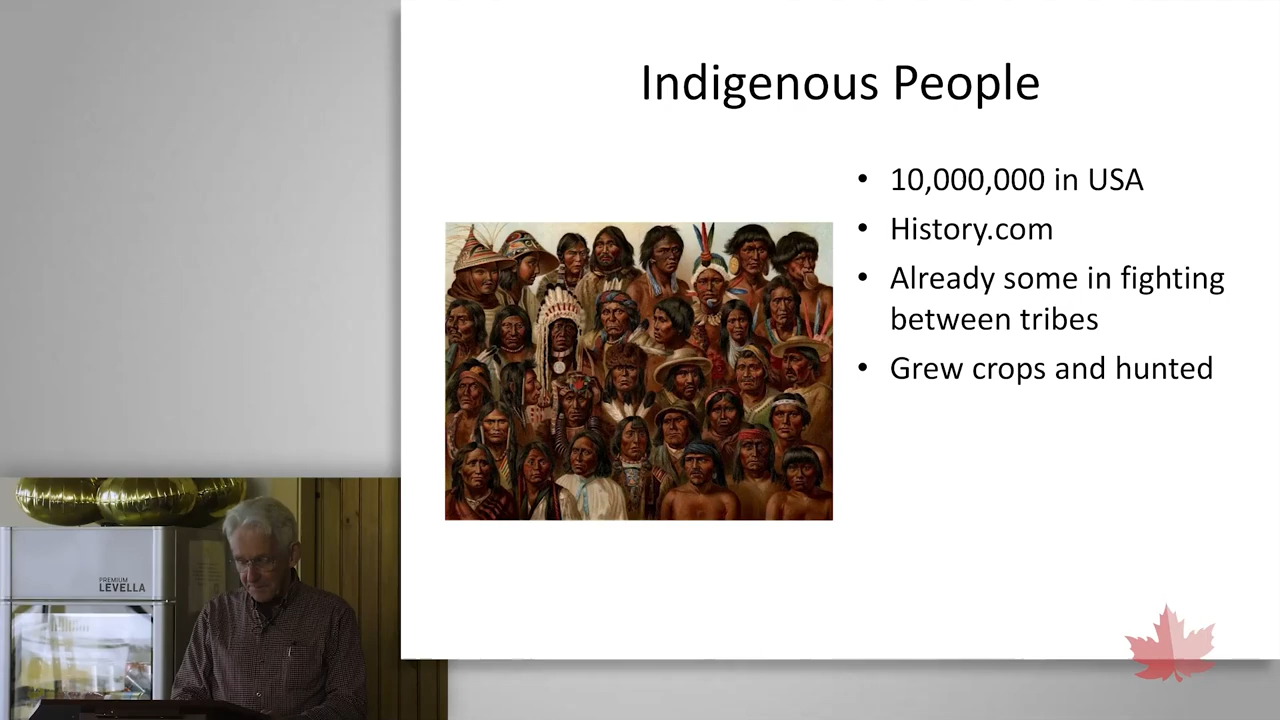 Indigenous People
• 10,000,000 in USA
• History.com
• Already some in fighting
between tribes
• Grew crops and hunted
PREMIUM
LEVELLA